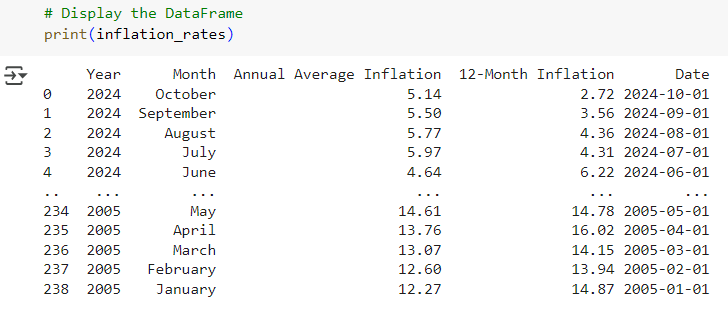 # Display the DataFrame
print(inflation_rates)
Year Month Annual Average Inflation 12-Month Inflation Date
0 2024 October 5.14 2.72 2024-10-01
1 2024 September 5.50 3.56 2024-09-01
2 2024 August 5.77 4.36 2024-08-01
3 2024 July 5.97 4.31 2024-07-01
4 2024 June 4.64 6.22 2024-06-01
.. ... ... ... ... ...
234 2005 May 14.61 14.78 2005-05-01
235 2005 April 13.76 16.02 2005-04-01
236 2005 March 13.07 14.15 2005-03-01
237 2005 February 12.60 13.94 2005-02-01
238 2005 January 12.27 14.87 2005-01-01